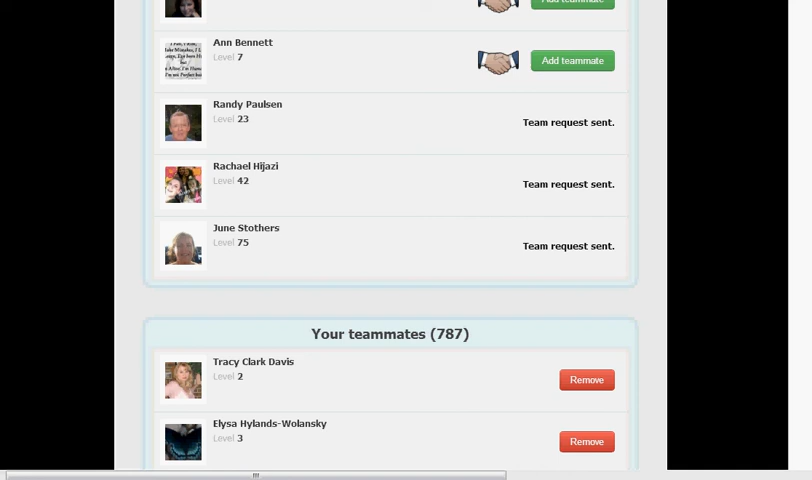 Add teammate
Ann Bennett
Level 7
Add teammate
Randy Paulsen
Level 23
Team request sent.
Rachael Hijazi
Level 42
Team request sent.
June Stothers
Level 75
Team request sent.
Your teammates (787)
Tracy Clark Davis
Level 2
Remove
Elysa Hylands-Wolansky
Level 3
Remove